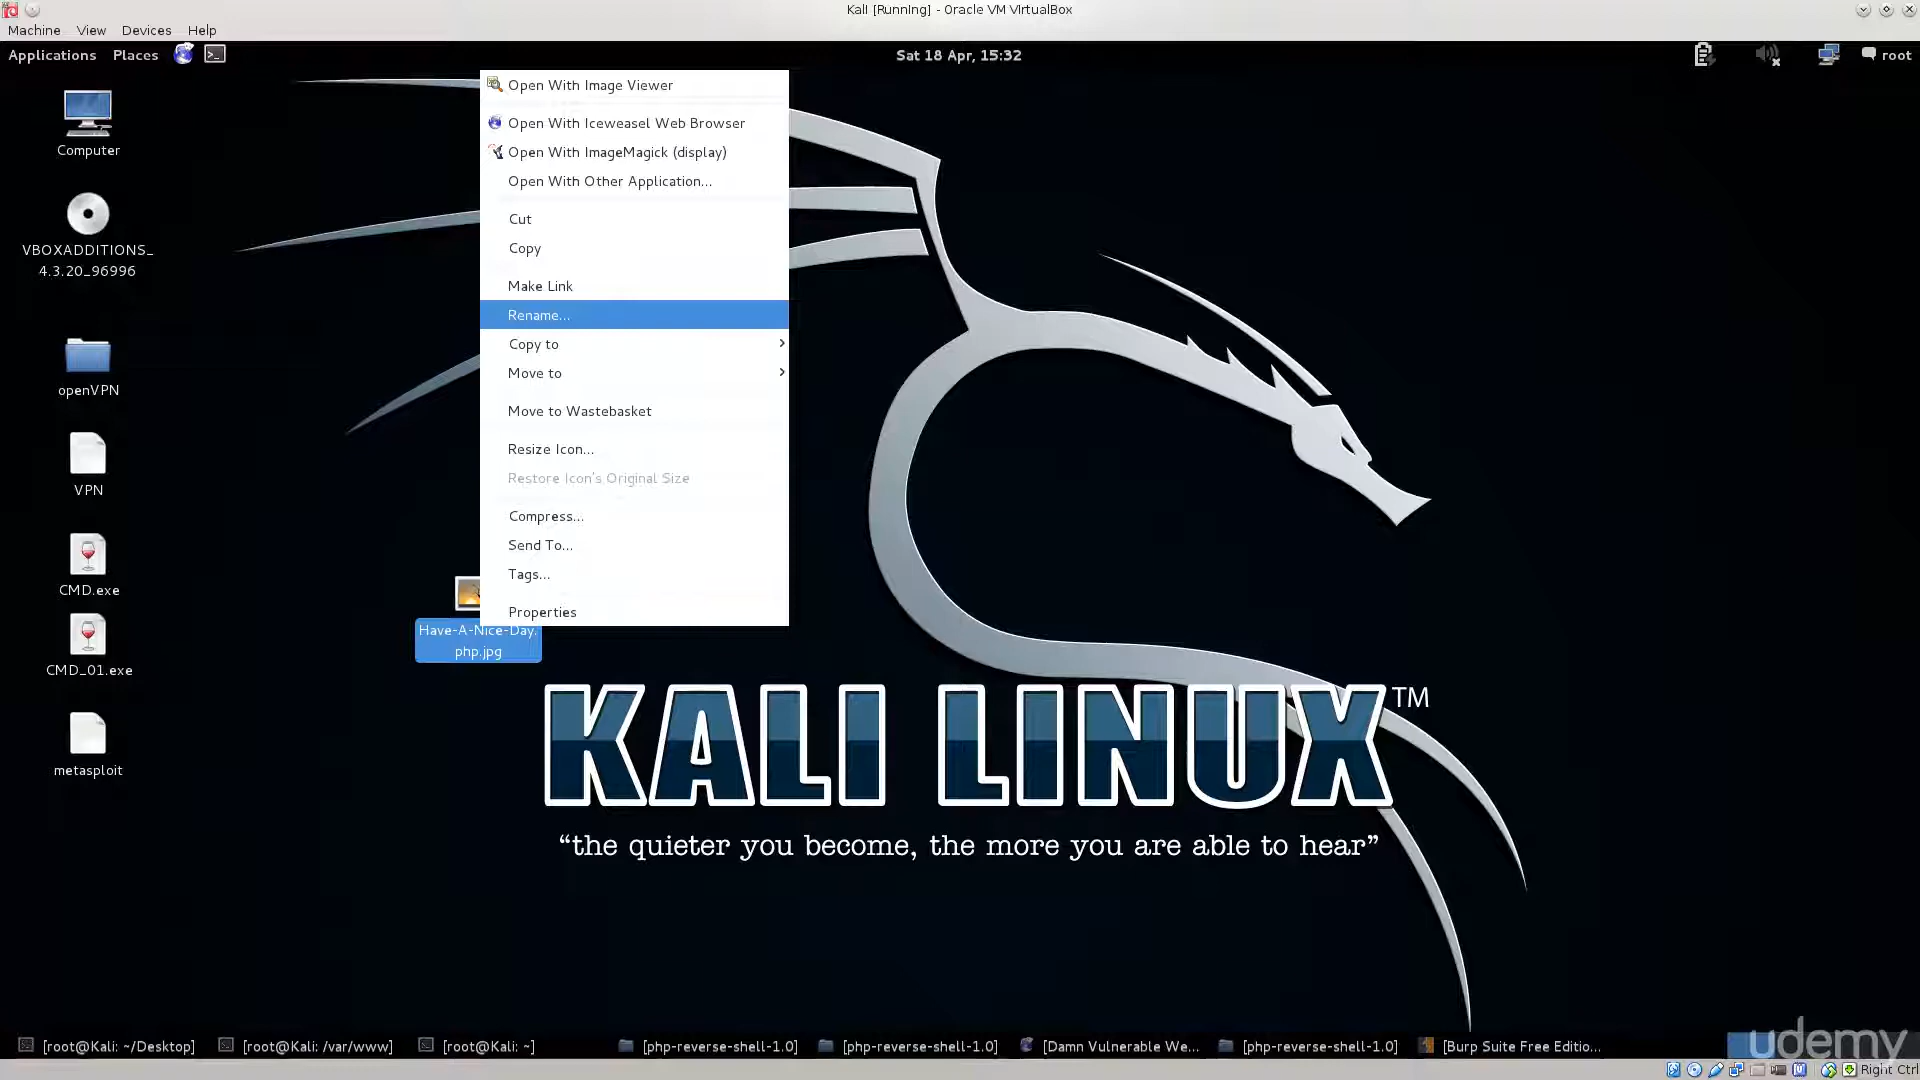 Kali [Running] - Oracle VM VirtualBox
Machine View Devices Help
Applications Places Sat 18 Apr, 15:32 root
Open With Image Viewer
Open With Iceweasel Web Browser
Open With ImageMagick (display)
Open With Other Application...
Cut
Copy
Make Link
Rename...
Copy to
Move to
Move to Wastebasket
Resize Icon...
Restore Icon's Original Size
Compress...
Send To...
Tags...
Properties
Computer
VBOXADDITIONS_
4.3.20_96996
openVPN
VPN
CMD.exe
CMD_01.exe
metasploit
Have-A-Nice-Day.
php.jpg
KALI LINUX™
“the quieter you become, the more you are able to hear”
[root@Kali: ~/Desktop] [root@Kali: /var/www] [root@Kali: ~] [php-reverse-shell-1.0] [php-reverse-shell-1.0] [Damn Vulnerable We... [php-reverse-shell-1.0] [Burp Suite Free Editio...
udemy
Right Ctrl